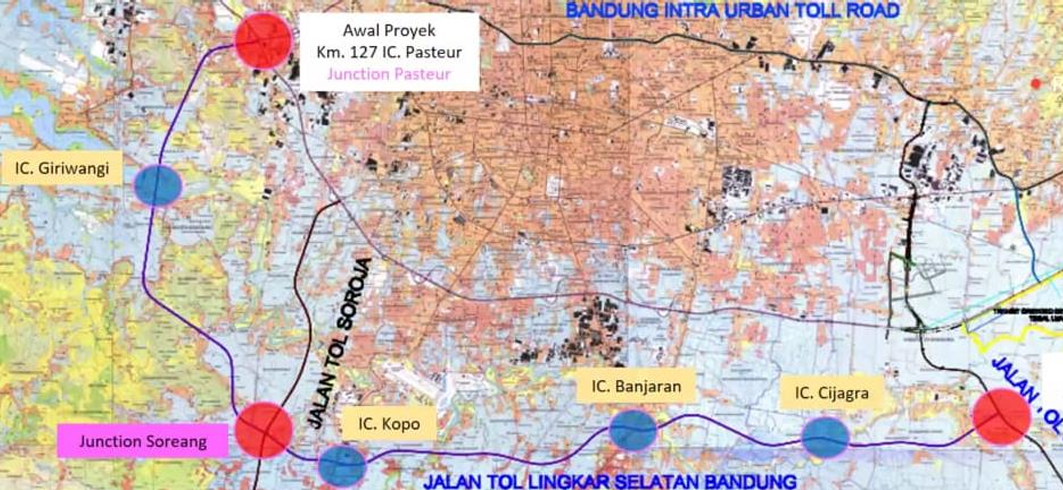 BANDUNG INTRA URBAN TOLL ROAD
Awal Proyek
Km. 127 IC. Pasteur
Junction Pasteur
IC. Giriwangi
JALAN TOL SOROJA
IC. Banjaran
IC. Cijagra
JALAN
IC. Kopo
Junction Soreang
JALAN TOL LINGKAR SELATAN BANDUNG